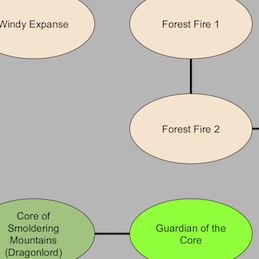 Windy Expanse
Forest Fire 1
Forest Fire 2
Core of
Smoldering
Mountains
(Dragonlord)
Guardian of the
Core